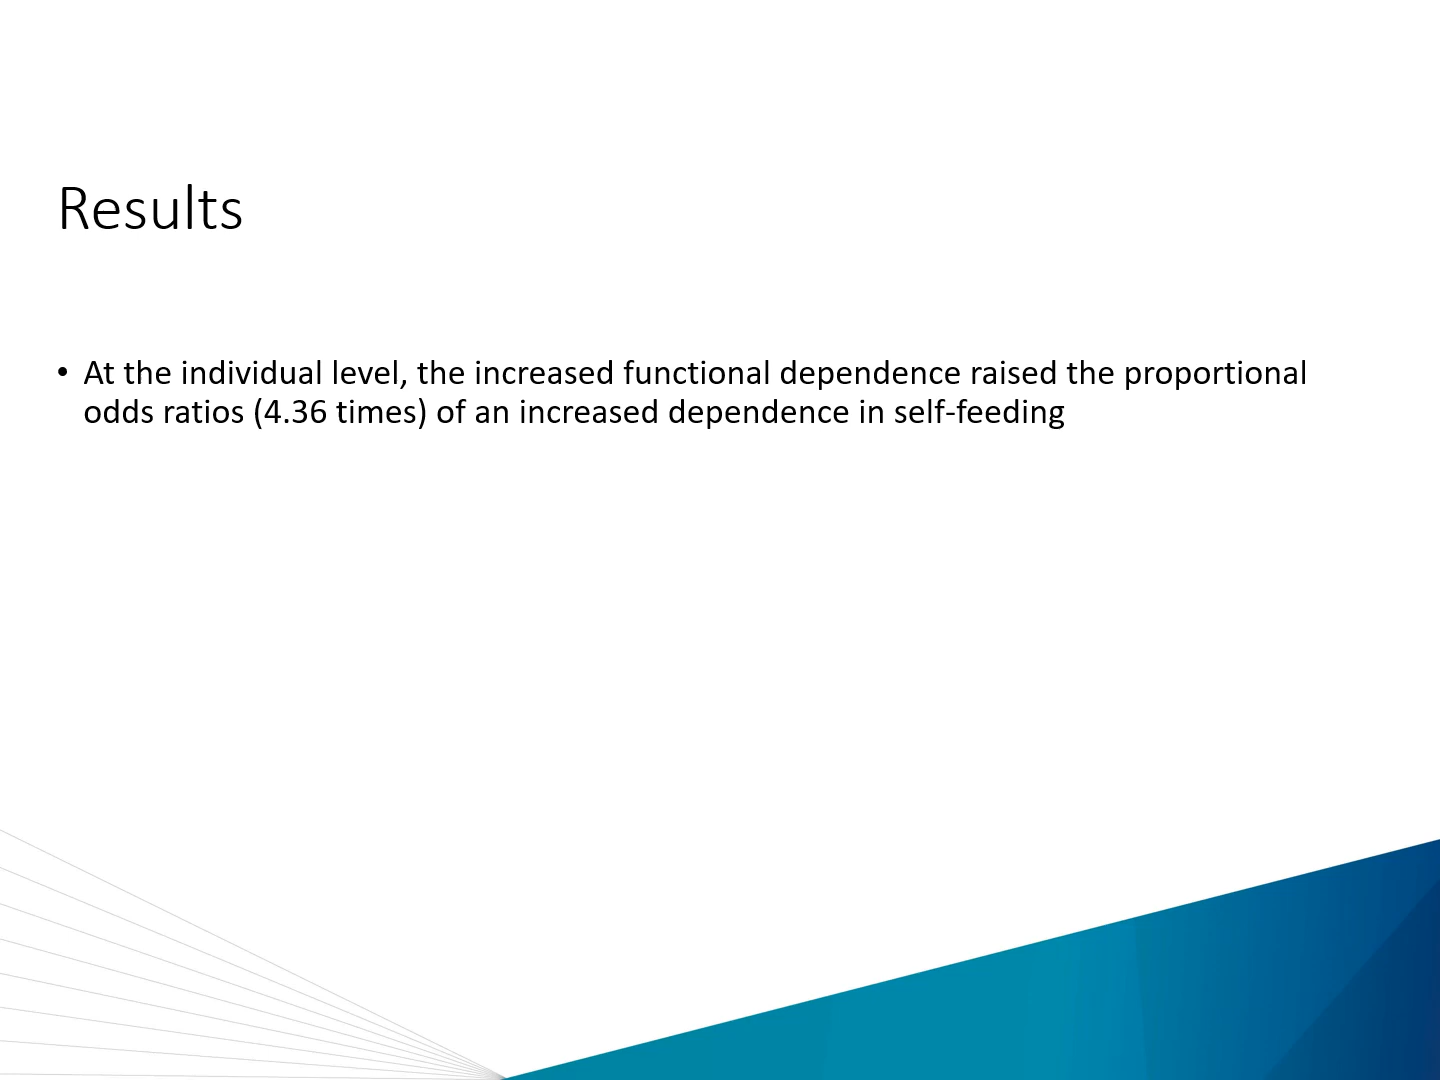 Results
• At the individual level, the increased functional dependence raised the proportional
odds ratios (4.36 times) of an increased dependence in self-feeding